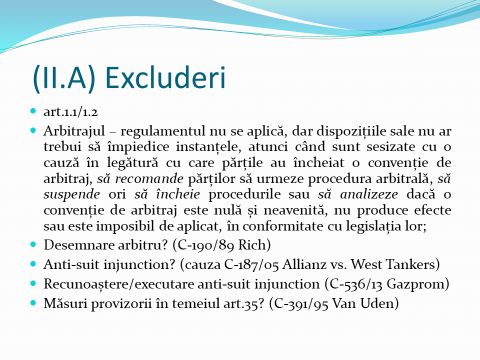 (II.A) Excluderi
art.1.1/1.2
Arbitrajul – regulamentul nu se aplică, dar dispozițiile sale nu ar
trebui să împiedice instanțele, atunci când sunt sesizate cu o
cauză în legătură cu care părțile au încheiat o convenție de
arbitraj, să recomande părților să urmeze procedura arbitrală, să
suspende ori să încheie procedurile sau să analizeze dacă o
convenție de arbitraj este nulă și neavenită, nu produce efecte
sau este imposibil de aplicat, în conformitate cu legislația lor;
Desemnare arbitru? (C-190/89 Rich)
Anti-suit injunction? (cauza C-187/05 Allianz vs. West Tankers)
Recunoaștere/executare anti-suit injunction (C-536/13 Gazprom)
Măsuri provizorii în temeiul art.35? (C-391/95 Van Uden)